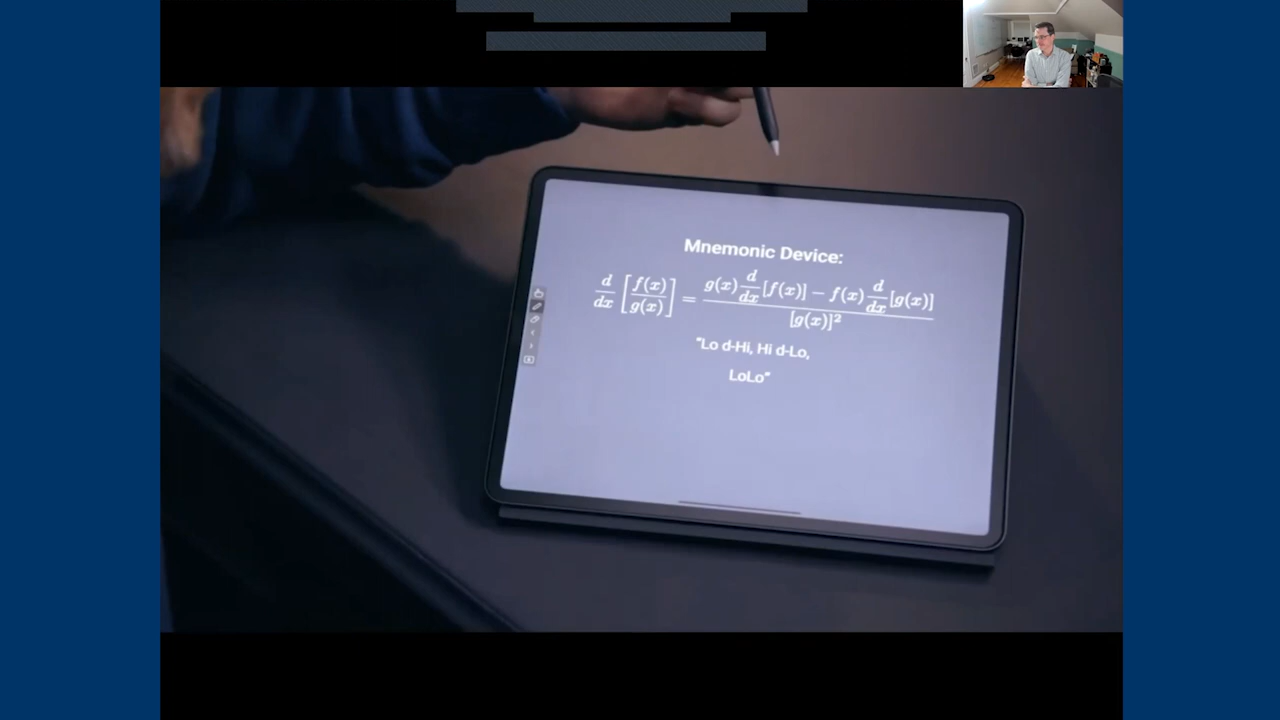 Mnemonic Device:
d/dx [f(x)/g(x)] = g(x) d/dx [f(x)] − f(x) d/dx [g(x)] / [g(x)]²
“Lo d-Hi, Hi d-Lo,
LoLo”